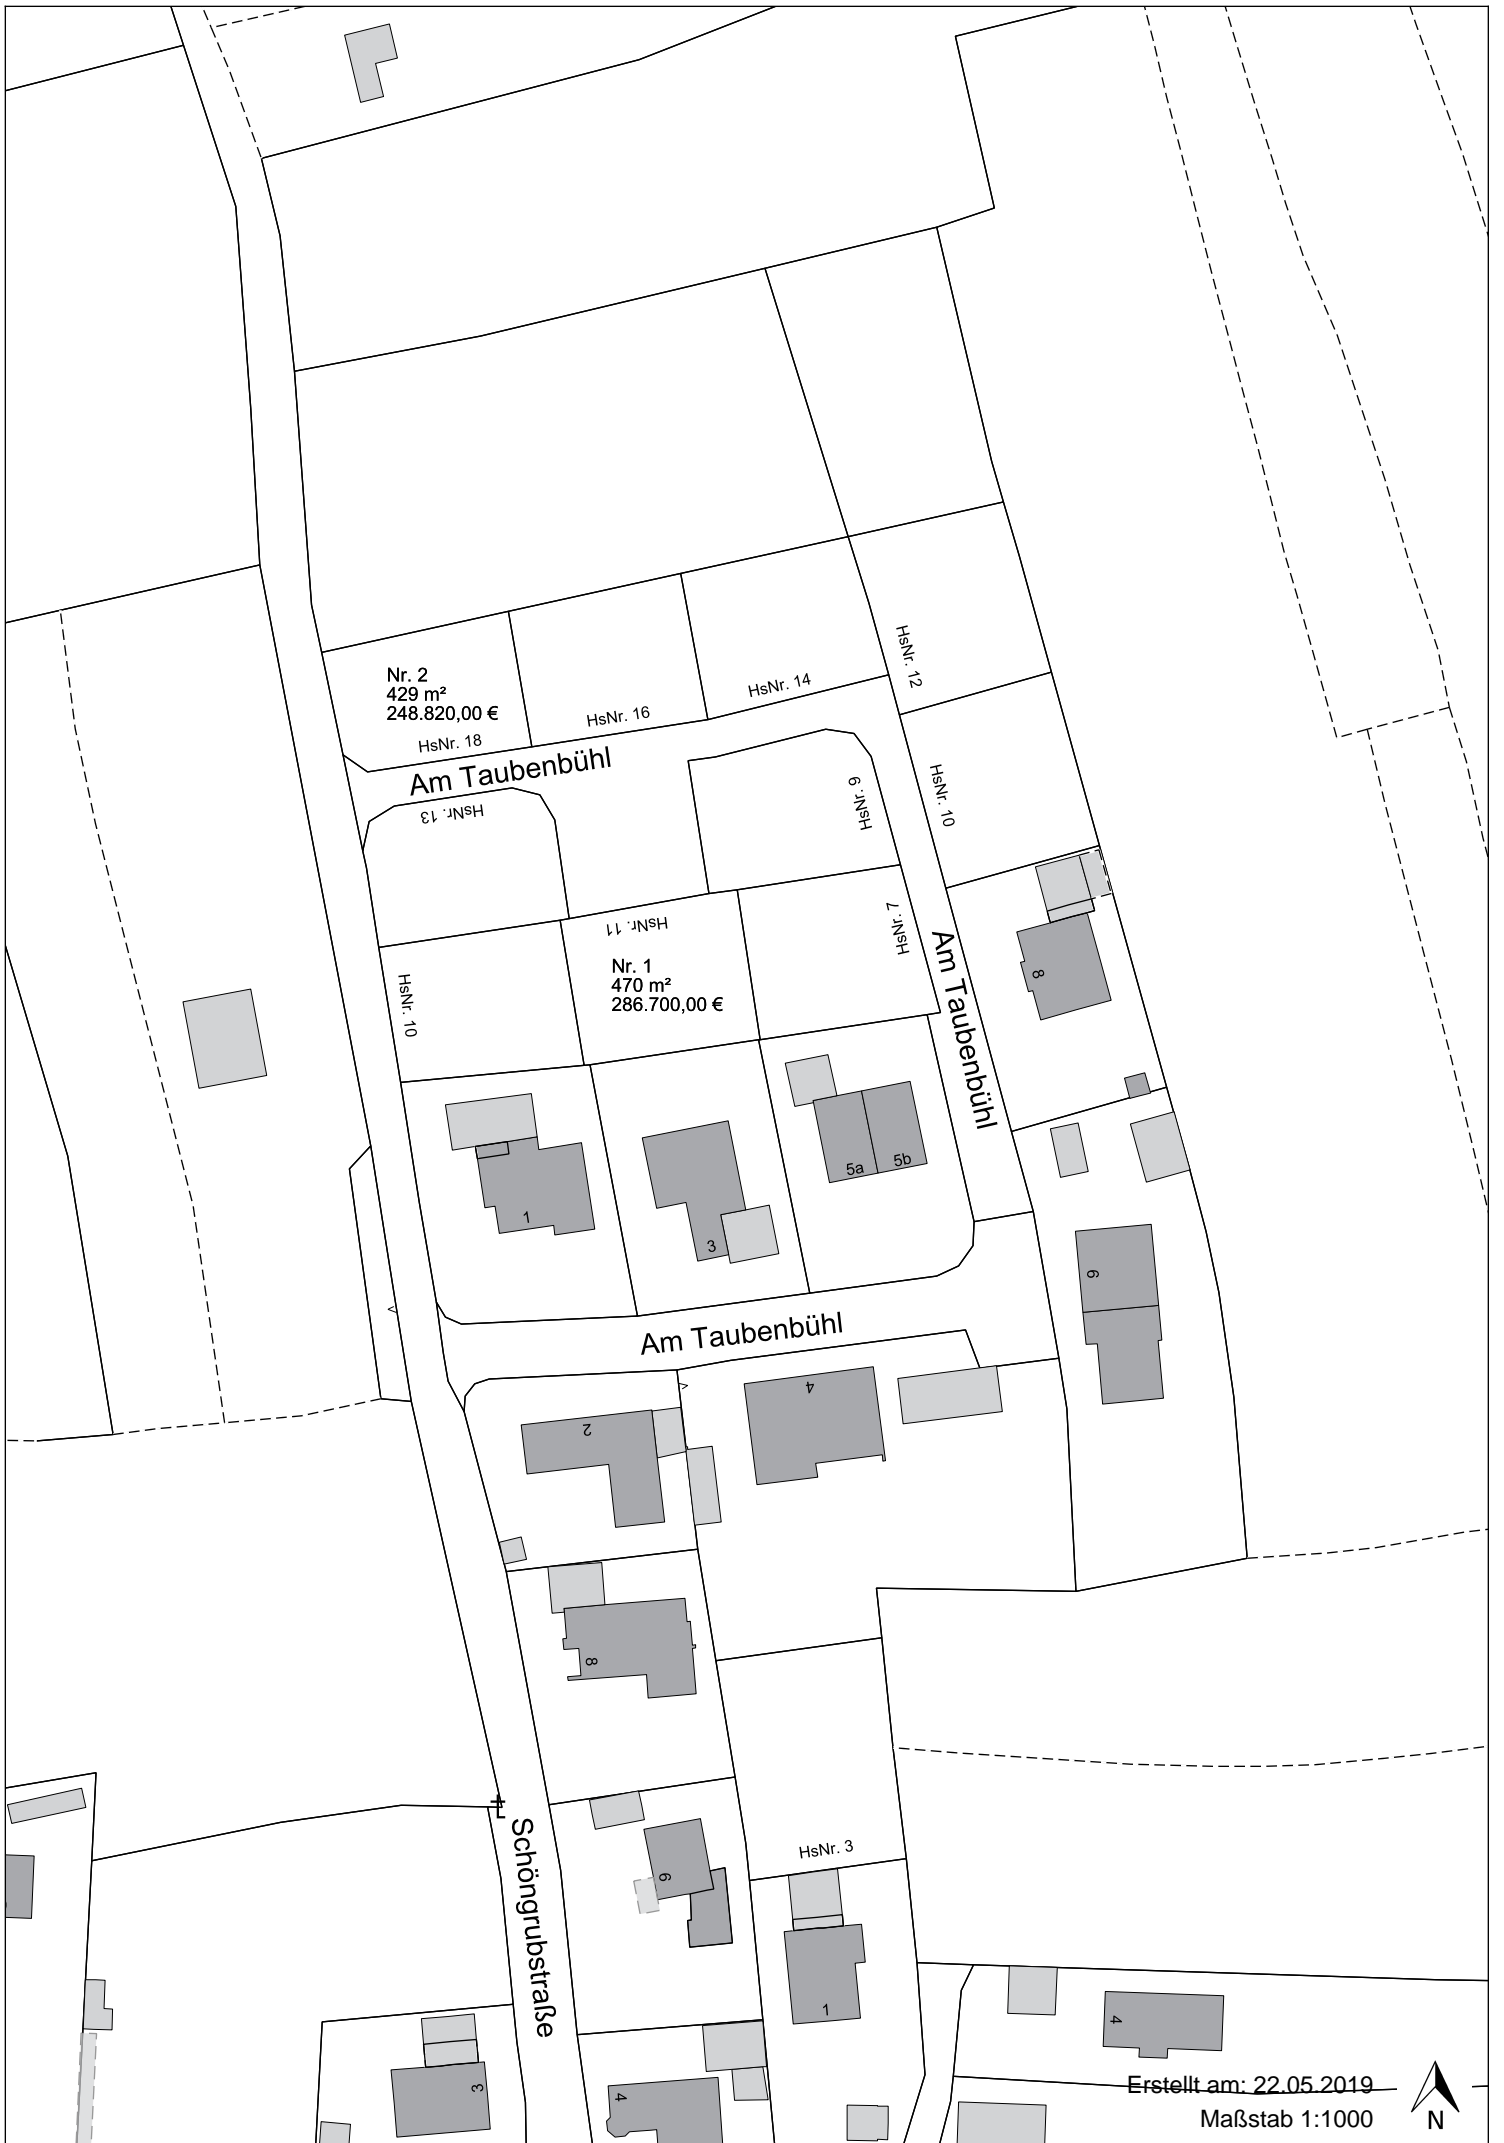 Nr. 2
429 m²
248.820,00 €
HsNr. 18
HsNr. 16
HsNr. 14
HsNr. 12
Am Taubenbühl
HsNr. 13
HsNr. 9
HsNr. 10
HsNr. 11
HsNr. 7
Nr. 1
470 m²
286.700,00 €
HsNr. 10
Am Taubenbühl
8
1
3
5a
5b
6
Am Taubenbühl
2
4
8
6
HsNr. 3
Schöngrubstraße
1
3
4
4
Erstellt am: 22.05.2019
Maßstab 1:1000
N